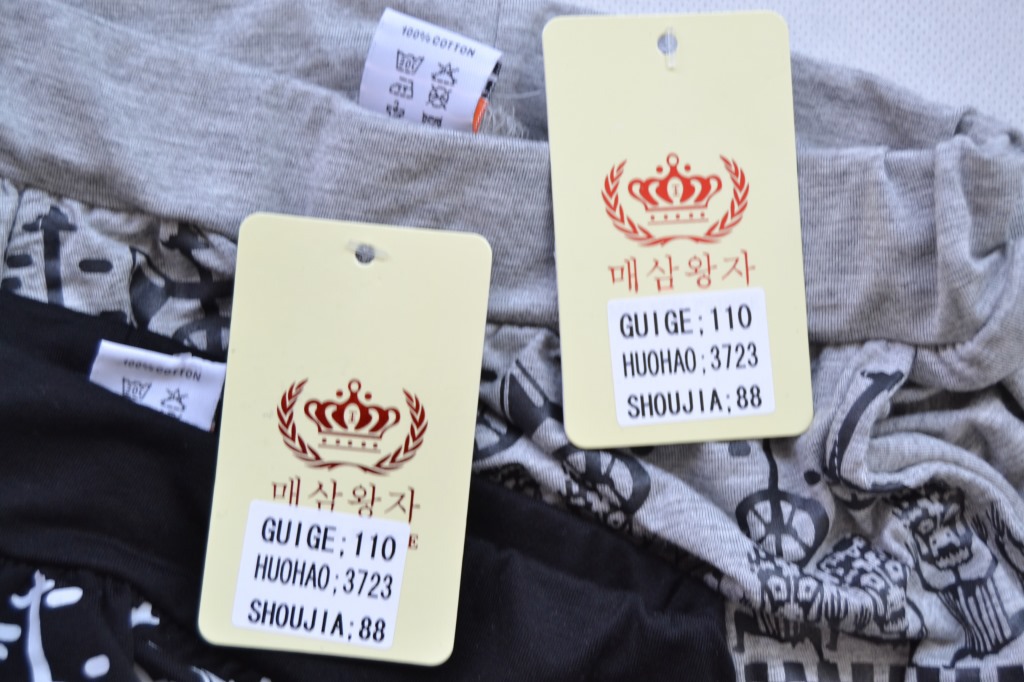 100% COTTON
매삼왕자
GUIGE;110
HUOHAO;3723
SHOUJIA;88
100% COTTON
매삼왕자
E
GUIGE;110
HUOHAO;3723
SHOUJIA;88